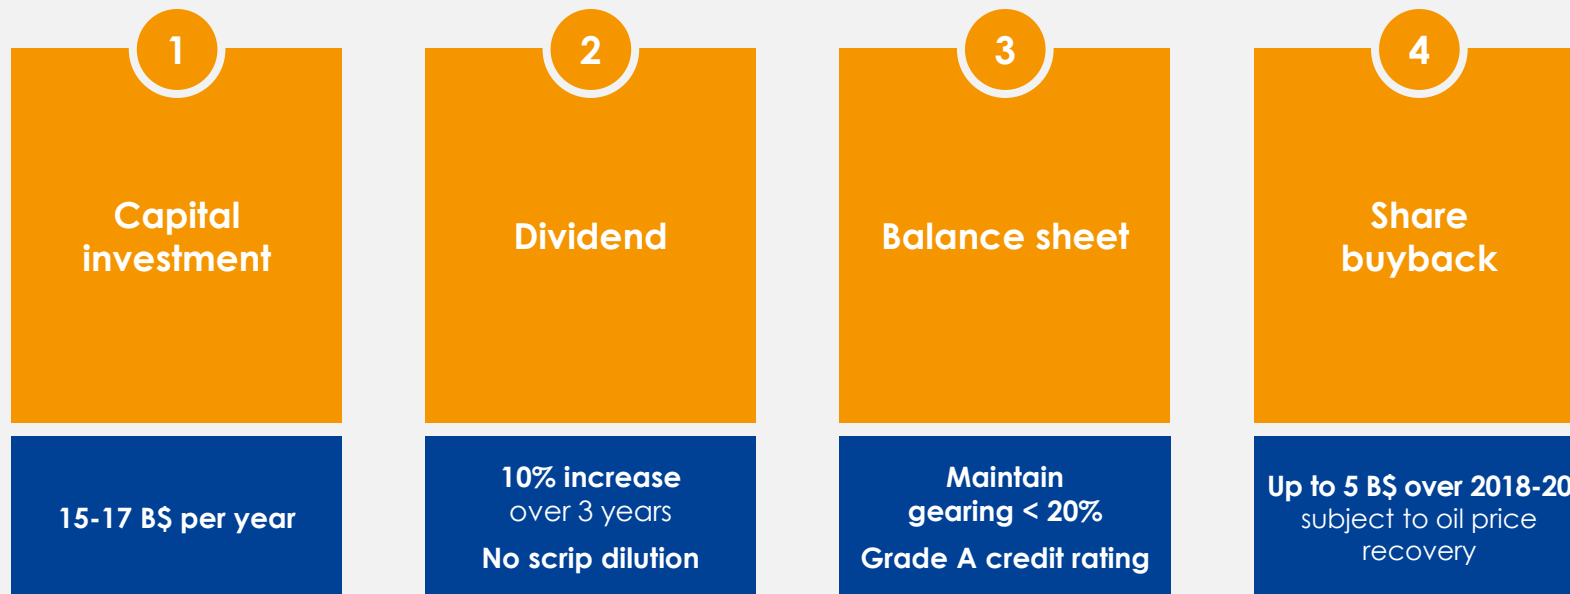 1
Capital
investment
15-17 B$ per year
2
Dividend
10% increase
over 3 years
No scrip dilution
3
Balance sheet
Maintain
gearing < 20%
Grade A credit rating
4
Share
buyback
Up to 5 B$ over 2018-20
subject to oil price
recovery